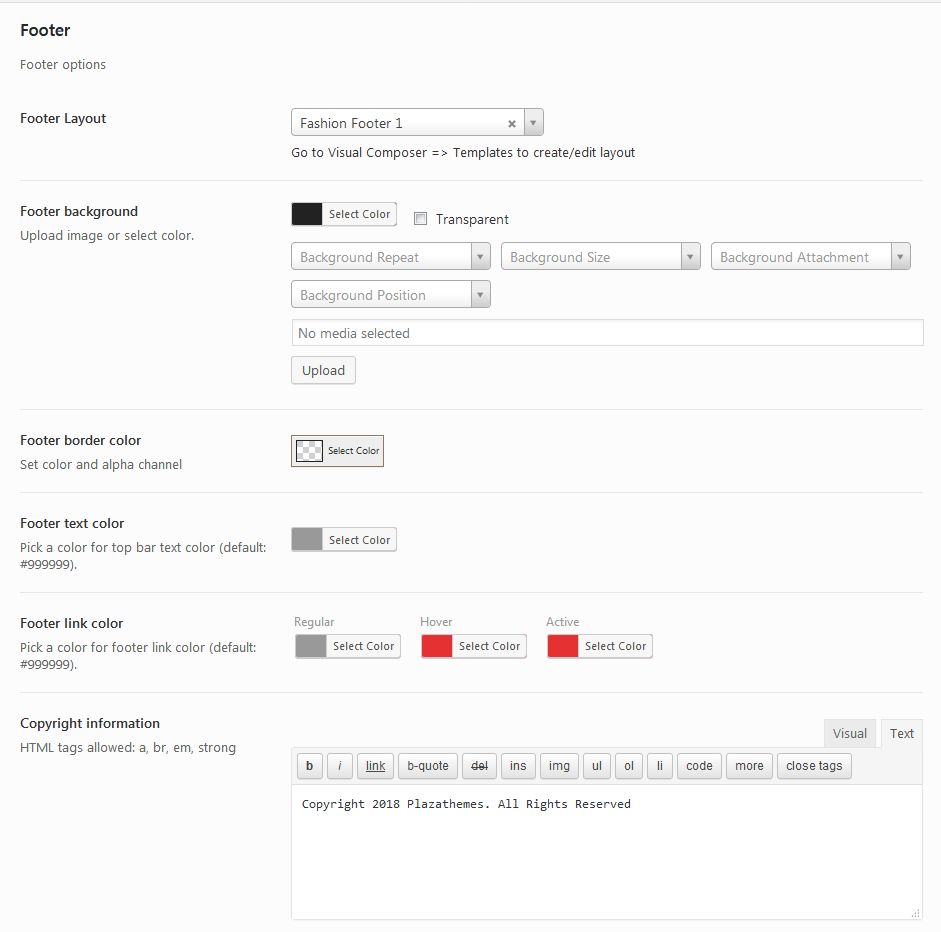 Footer
Footer options
Footer Layout
Fashion Footer 1
Go to Visual Composer => Templates to create/edit layout
Footer background
Upload image or select color.
Select Color
Transparent
Background Repeat
Background Size
Background Attachment
Background Position
No media selected
Upload
Footer border color
Set color and alpha channel
Select Color
Footer text color
Pick a color for top bar text color (default:
#999999).
Select Color
Footer link color
Pick a color for footer link color (default:
#999999).
Regular
Hover
Active
Select Color
Select Color
Select Color
Copyright information
HTML tags allowed: a, br, em, strong
Visual
Text
b
i
link
b-quote
del
ins
img
ul
ol
li
code
more
close tags
Copyright 2018 Plazathemes. All Rights Reserved